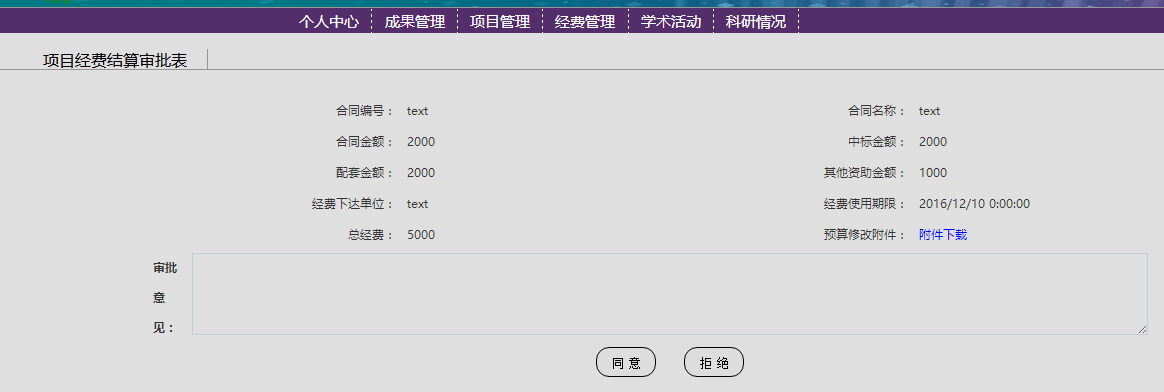 个人中心 成果管理 项目管理 经费管理 学术活动 科研情况
项目经费结算审批表
合同编号： text 合同名称： text
合同金额： 2000 中标金额： 2000
配套金额： 2000 其他资助金额： 1000
经费下达单位： text 经费使用期限： 2016/12/10 0:00:00
总经费： 5000 预算修改附件： 附件下载
审批
意
见：
同 意 拒 绝